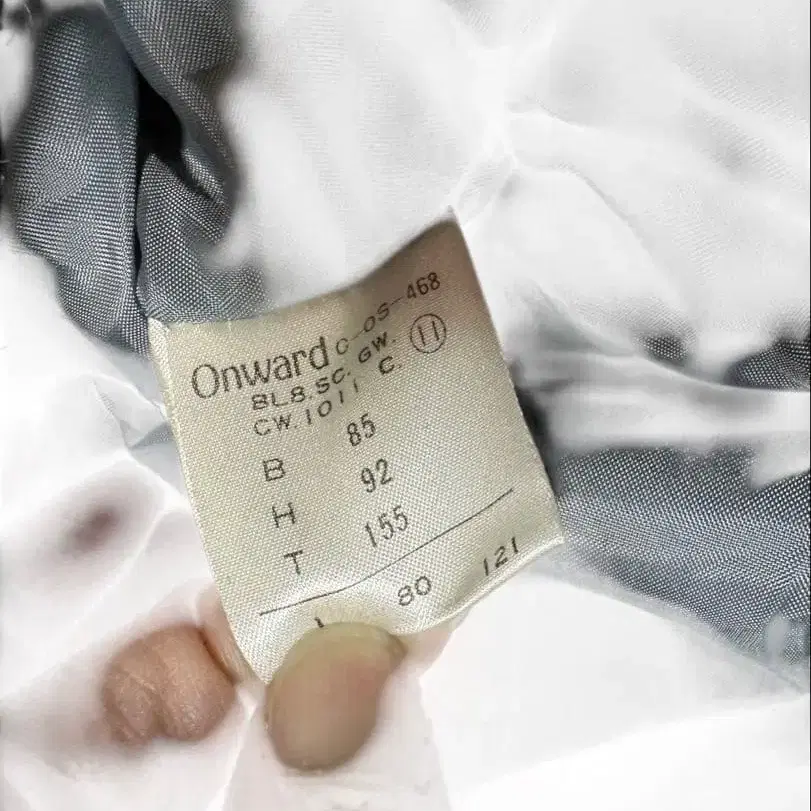 Onward C-OS-468
BL8.SC.GW. ⑪
CW.1011 C.
B 85
H 92
T 155
80 121